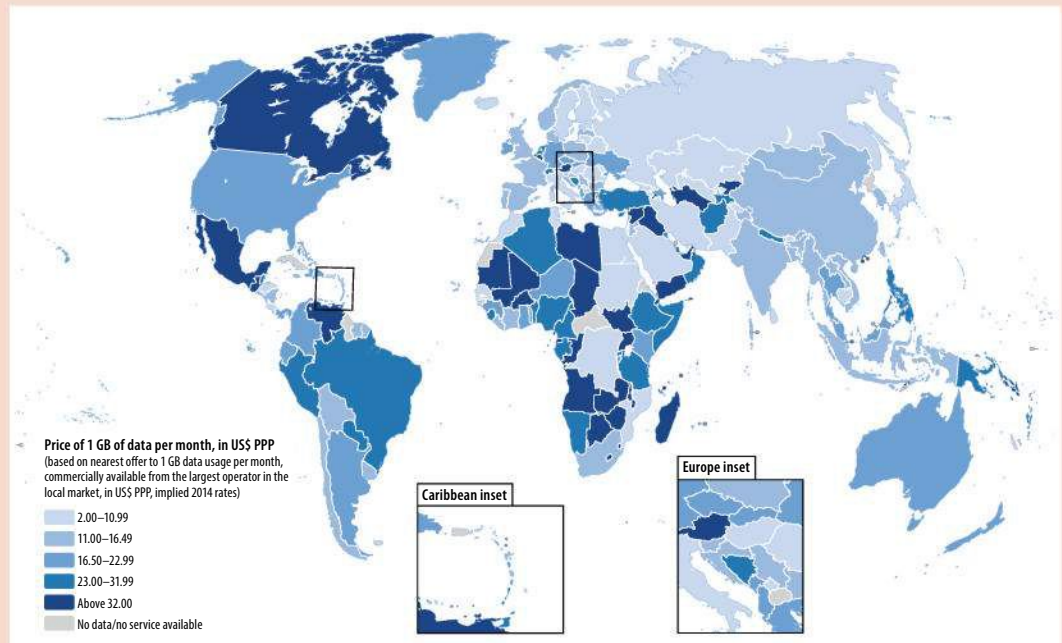 Price of 1 GB of data per month, in US$ PPP
(based on nearest offer to 1 GB data usage per month,
commercially available from the largest operator in the
local market, in US$ PPP, implied 2014 rates)
2.00–10.99
11.00–16.49
16.50–22.99
23.00–31.99
Above 32.00
No data/no service available
Caribbean inset
Europe inset